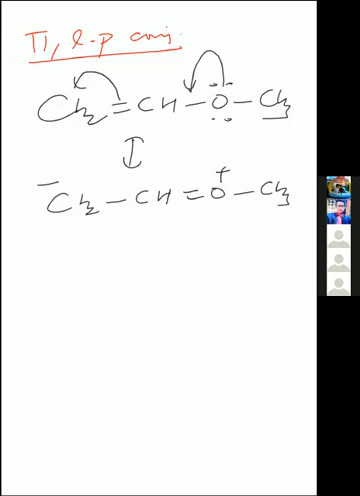 π, l-p conj.
CH₂=CH-Ö-CH₃
⁻CH₂-CH=O⁺-CH₃